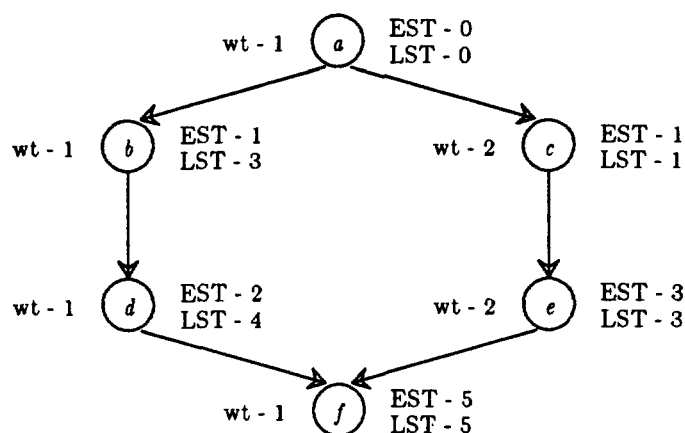 wt - 1 a EST - 0
LST - 0
wt - 1 b EST - 1
LST - 3
wt - 2 c EST - 1
LST - 1
wt - 1 d EST - 2
LST - 4
wt - 2 e EST - 3
LST - 3
wt - 1 f EST - 5
LST - 5